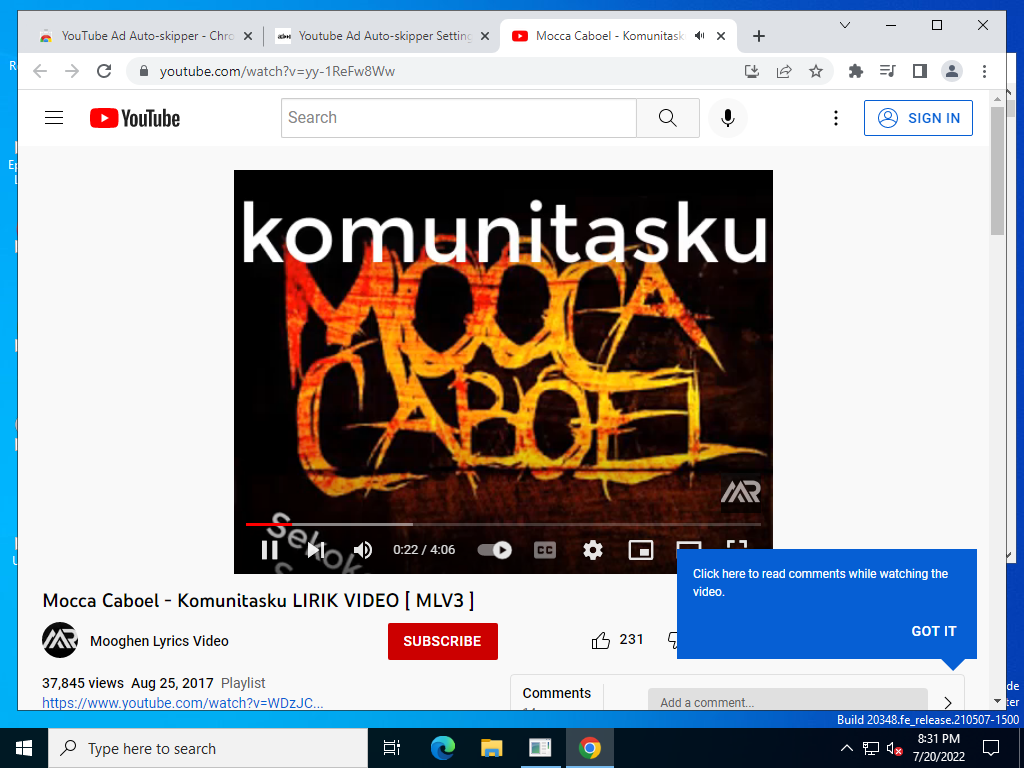 YouTube Ad Auto-skipper - Chro
Youtube Ad Auto-skipper Setting
Mocca Caboel - Komunitask
youtube.com/watch?v=yy-1ReFw8Ww
YouTube
Search
SIGN IN
komunitasku
MOCCA
CABOEL
MR
Sekok
0:22 / 4:06
CC
Click here to read comments while watching the
video.
GOT IT
Mocca Caboel - Komunitasku LIRIK VIDEO [ MLV3 ]
Mooghen Lyrics Video
SUBSCRIBE
231
37,845 views Aug 25, 2017 Playlist
https://www.youtube.com/watch?v=WDzJC...
Comments
Add a comment...
Build 20348.fe_release.210507-1500
Type here to search
8:31 PM
7/20/2022